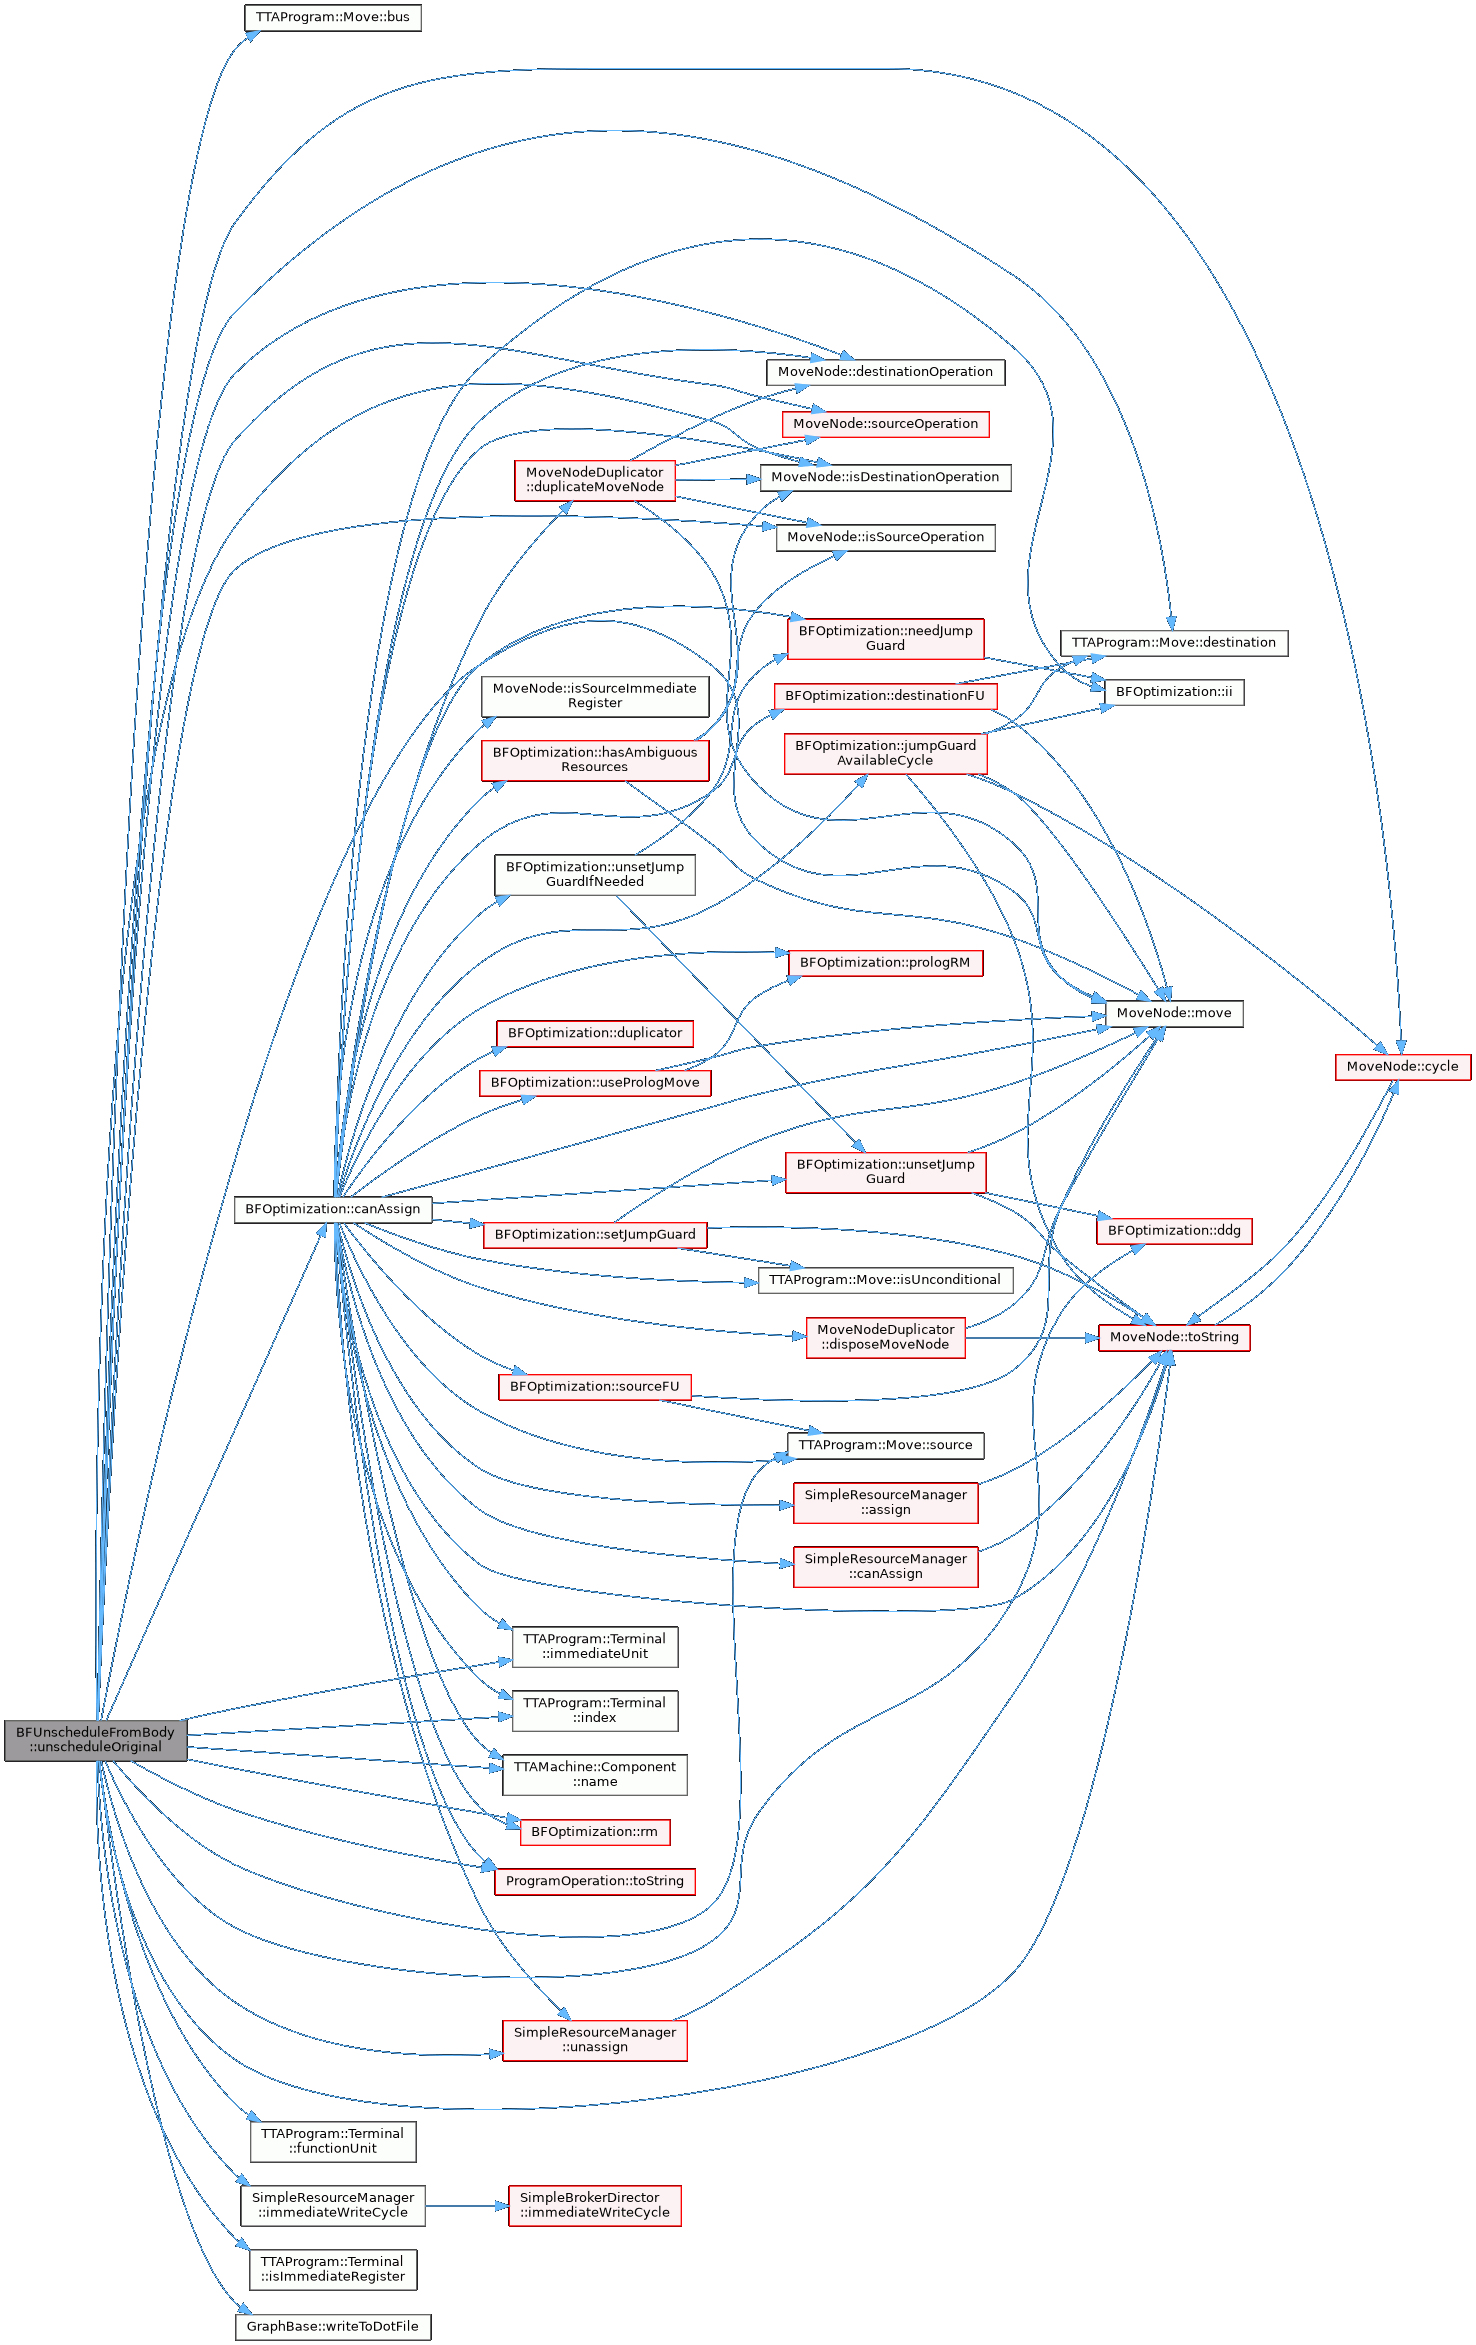 TTAProgram::Move::bus
MoveNode::destinationOperation
MoveNode::sourceOperation
MoveNodeDuplicator
::duplicateMoveNode
MoveNode::isDestinationOperation
MoveNode::isSourceOperation
BFOptimization::needJump
Guard
TTAProgram::Move::destination
MoveNode::isSourceImmediate
Register
BFOptimization::destinationFU
BFOptimization::ii
BFOptimization::hasAmbiguous
Resources
BFOptimization::jumpGuard
AvailableCycle
BFOptimization::unsetJump
GuardIfNeeded
BFOptimization::prologRM
MoveNode::move
BFOptimization::duplicator
MoveNode::cycle
BFOptimization::usePrologMove
BFOptimization::unsetJump
Guard
BFOptimization::canAssign
BFOptimization::setJumpGuard
BFOptimization::ddg
TTAProgram::Move::isUnconditional
MoveNodeDuplicator
::disposeMoveNode
MoveNode::toString
BFOptimization::sourceFU
TTAProgram::Move::source
SimpleResourceManager
::assign
SimpleResourceManager
::canAssign
TTAProgram::Terminal
::immediateUnit
TTAProgram::Terminal
::index
BFUnscheduleFromBody
::unscheduleOriginal
TTAMachine::Component
::name
BFOptimization::rm
ProgramOperation::toString
SimpleResourceManager
::unassign
TTAProgram::Terminal
::functionUnit
SimpleResourceManager
::immediateWriteCycle
SimpleBrokerDirector
::immediateWriteCycle
TTAProgram::Terminal
::isImmediateRegister
GraphBase::writeToDotFile